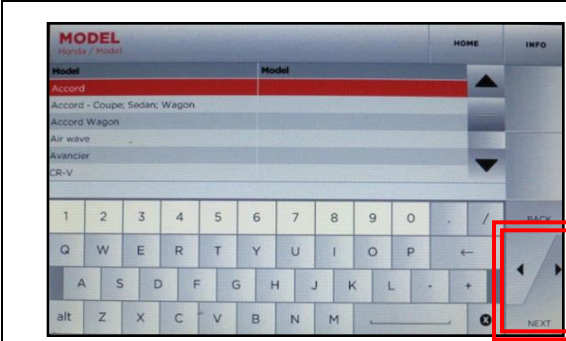 MODEL
Honda / Model
HOME
INFO
Model Model
Accord
Accord - Coupe; Sedan; Wagon
Accord Wagon
Air wave
Avancier
CR-V
1 2 3 4 5 6 7 8 9 0 . /
BACK
Q W E R T Y U I O P ←
A S D F G H J K L - +
alt Z X C V B N M
NEXT